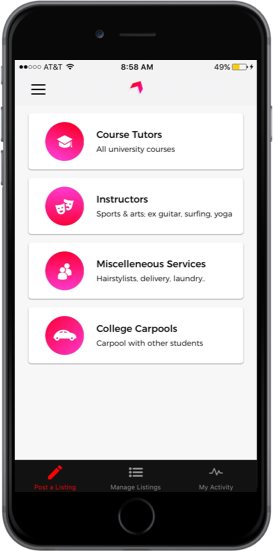 AT&T 8:58 AM 49%
Course Tutors
All university courses
Instructors
Sports & arts: ex guitar, surfing, yoga
Miscelleneous Services
Hairstylists, delivery, laundry..
College Carpools
Carpool with other students
Post a Listing Manage Listings My Activity